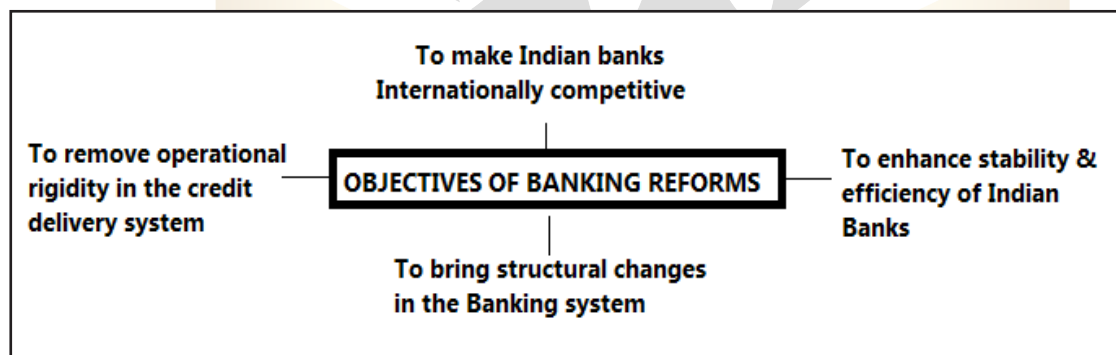 To make Indian banks
Internationally competitive
To remove operational
rigidity in the credit
delivery system
OBJECTIVES OF BANKING REFORMS
To enhance stability &
efficiency of Indian
Banks
To bring structural changes
in the Banking system